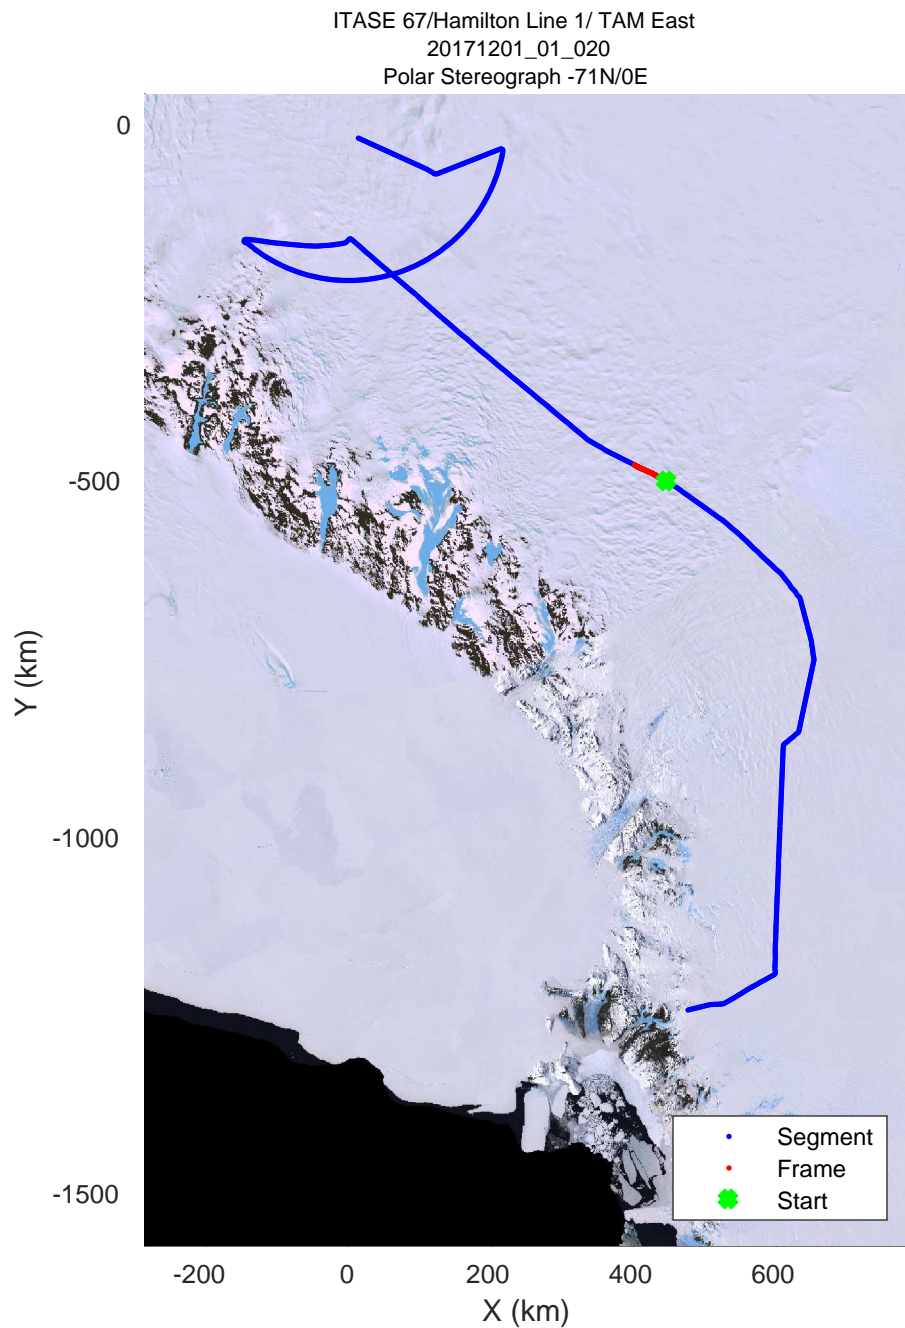 ITASE 67/Hamilton Line 1/ TAM East
20171201_01_020
Polar Stereograph -71N/0E
0
-500
-1000
-1500
Y (km)
Segment
Frame
Start
-200
0
200
400
600
X (km)